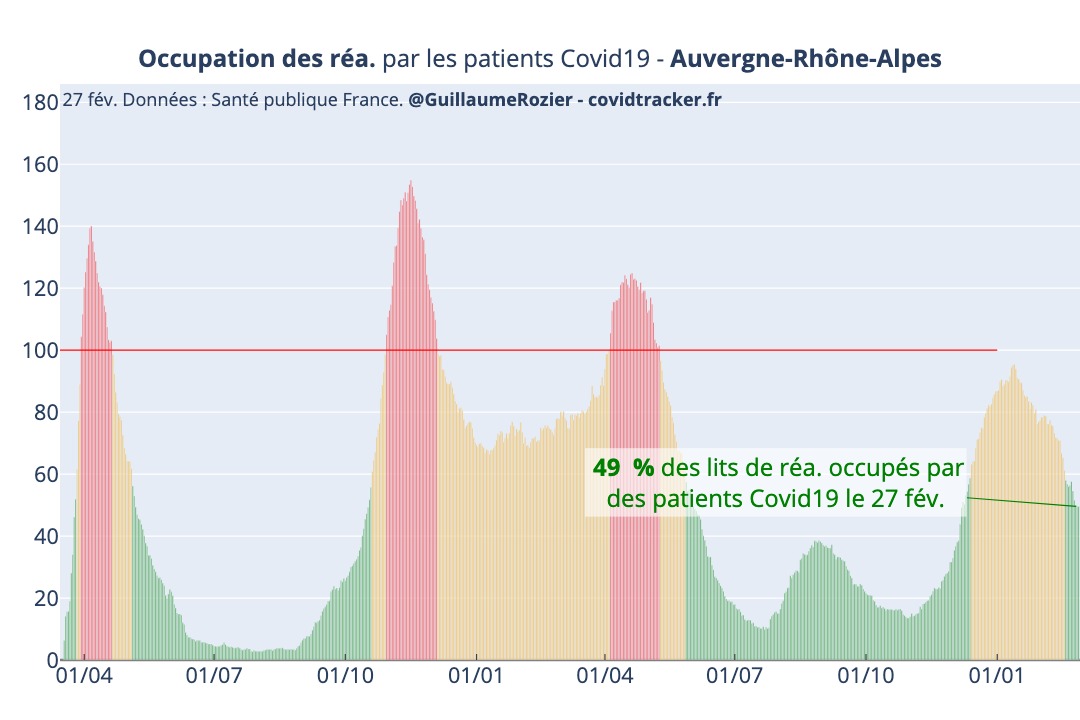 Occupation des réa. par les patients Covid19 - Auvergne-Rhône-Alpes
27 fév. Données : Santé publique France. @GuillaumeRozier - covidtracker.fr
180
160
140
120
100
80
60
40
20
0
49 % des lits de réa. occupés par
des patients Covid19 le 27 fév.
01/04 01/07 01/10 01/01 01/04 01/07 01/10 01/01